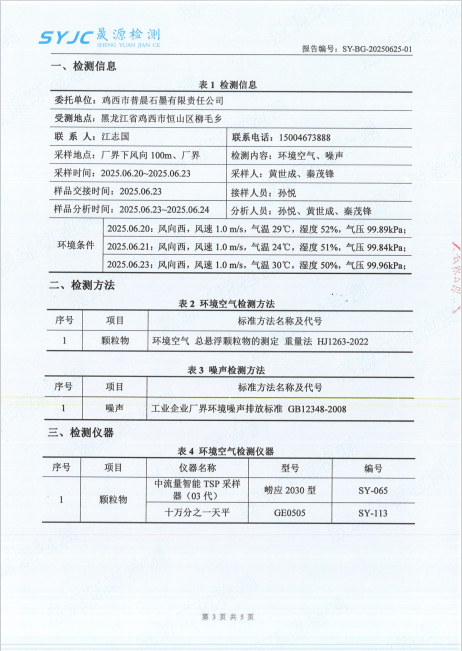 SYJC 晟源检测
SHENG YUAN JIAN CE
报告编号：SY-BG-20250625-01
一、检测信息
表 1 检测信息
委托单位：鸡西市普晨石墨有限责任公司
受测地点：黑龙江省鸡西市恒山区柳毛乡
联 系 人：江志国 联系电话：15004673888
采样地点：厂界下风向 100m、厂界 检测内容：环境空气、噪声
采样时间：2025.06.20~2025.06.23 采样人：黄世成、秦茂锋
样品交接时间：2025.06.23 接样人员：孙悦
样品分析时间：2025.06.23~2025.06.24 分析人员：孙悦、黄世成、秦茂锋
环境条件
2025.06.20：风向西，风速 1.0 m/s，气温 29℃，湿度 52%，气压 99.89kPa；
2025.06.21：风向西，风速 1.0 m/s，气温 24℃，湿度 51%，气压 99.84kPa；
2025.06.23：风向西，风速 1.0 m/s，气温 30℃，湿度 50%，气压 99.96kPa；
二、检测方法
表 2 环境空气检测方法
序号 项目 标准方法名称及代号
1 颗粒物 环境空气 总悬浮颗粒物的测定 重量法 HJ1263-2022
表 3 噪声检测方法
序号 项目 标准方法名称及代号
1 噪声 工业企业厂界环境噪声排放标准 GB12348-2008
三、检测仪器
表 4 环境空气检测仪器
序号 项目 仪器名称 型号 编号
1 颗粒物
中流量智能 TSP 采样
器（03 代） 崂应 2030 型 SY-065
十万分之一天平 GE0505 SY-113
第 3 页 共 5 页